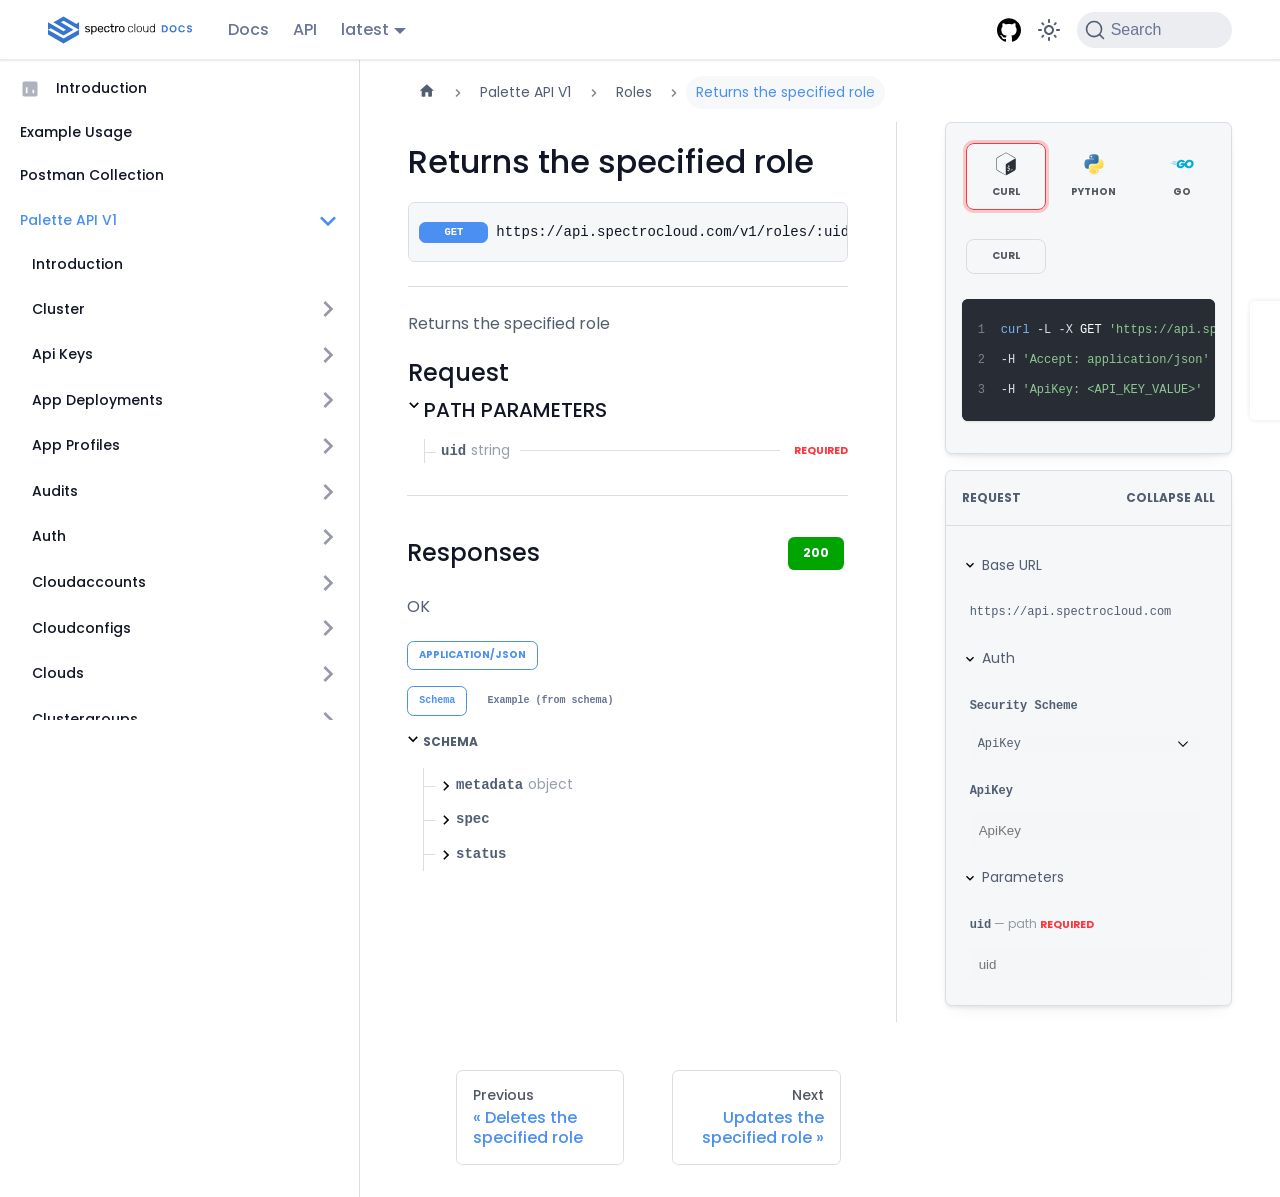 spectro cloud DOCS
Docs
API
latest
Search
Introduction
Example Usage
Postman Collection
Palette API V1
Introduction
Cluster
Api Keys
App Deployments
App Profiles
Audits
Auth
Cloudaccounts
Cloudconfigs
Clouds
Clustergroups
Palette API V1
Roles
Returns the specified role
Returns the specified role
GET https://api.spectrocloud.com/v1/roles/:uid
Returns the specified role
Request
PATH PARAMETERS
uid string REQUIRED
Responses
200
OK
APPLICATION/JSON
Schema Example (from schema)
SCHEMA
metadata object
spec
status
Previous
« Deletes the
specified role
Next
Updates the
specified role »
CURL
PYTHON
GO
CURL
1 curl -L -X GET 'https://api.sp
2 -H 'Accept: application/json'
3 -H 'ApiKey: <API_KEY_VALUE>'
REQUEST COLLAPSE ALL
Base URL
https://api.spectrocloud.com
Auth
Security Scheme
ApiKey
ApiKey
ApiKey
Parameters
uid — path REQUIRED
uid